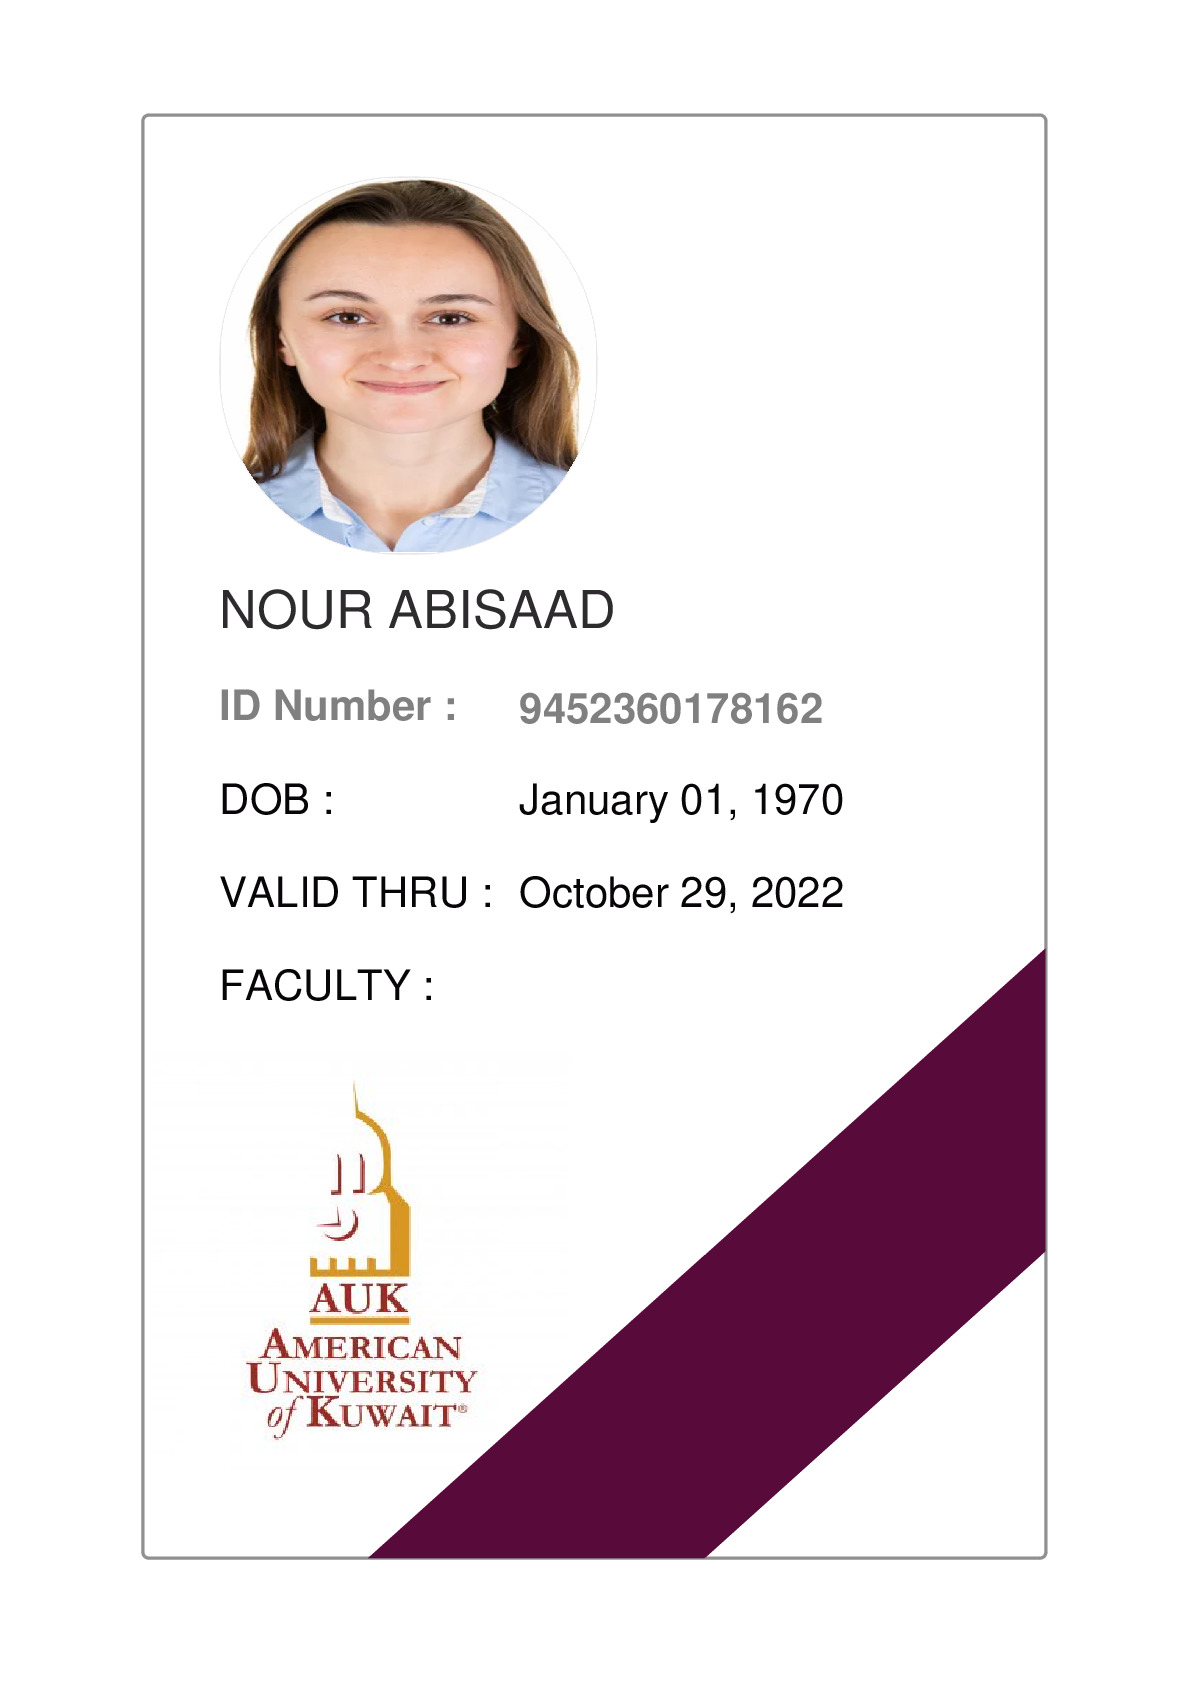 NOUR ABISAAD
ID Number : 9452360178162
DOB : January 01, 1970
VALID THRU : October 29, 2022
FACULTY :
AUK
AMERICAN
UNIVERSITY
of KUWAIT®